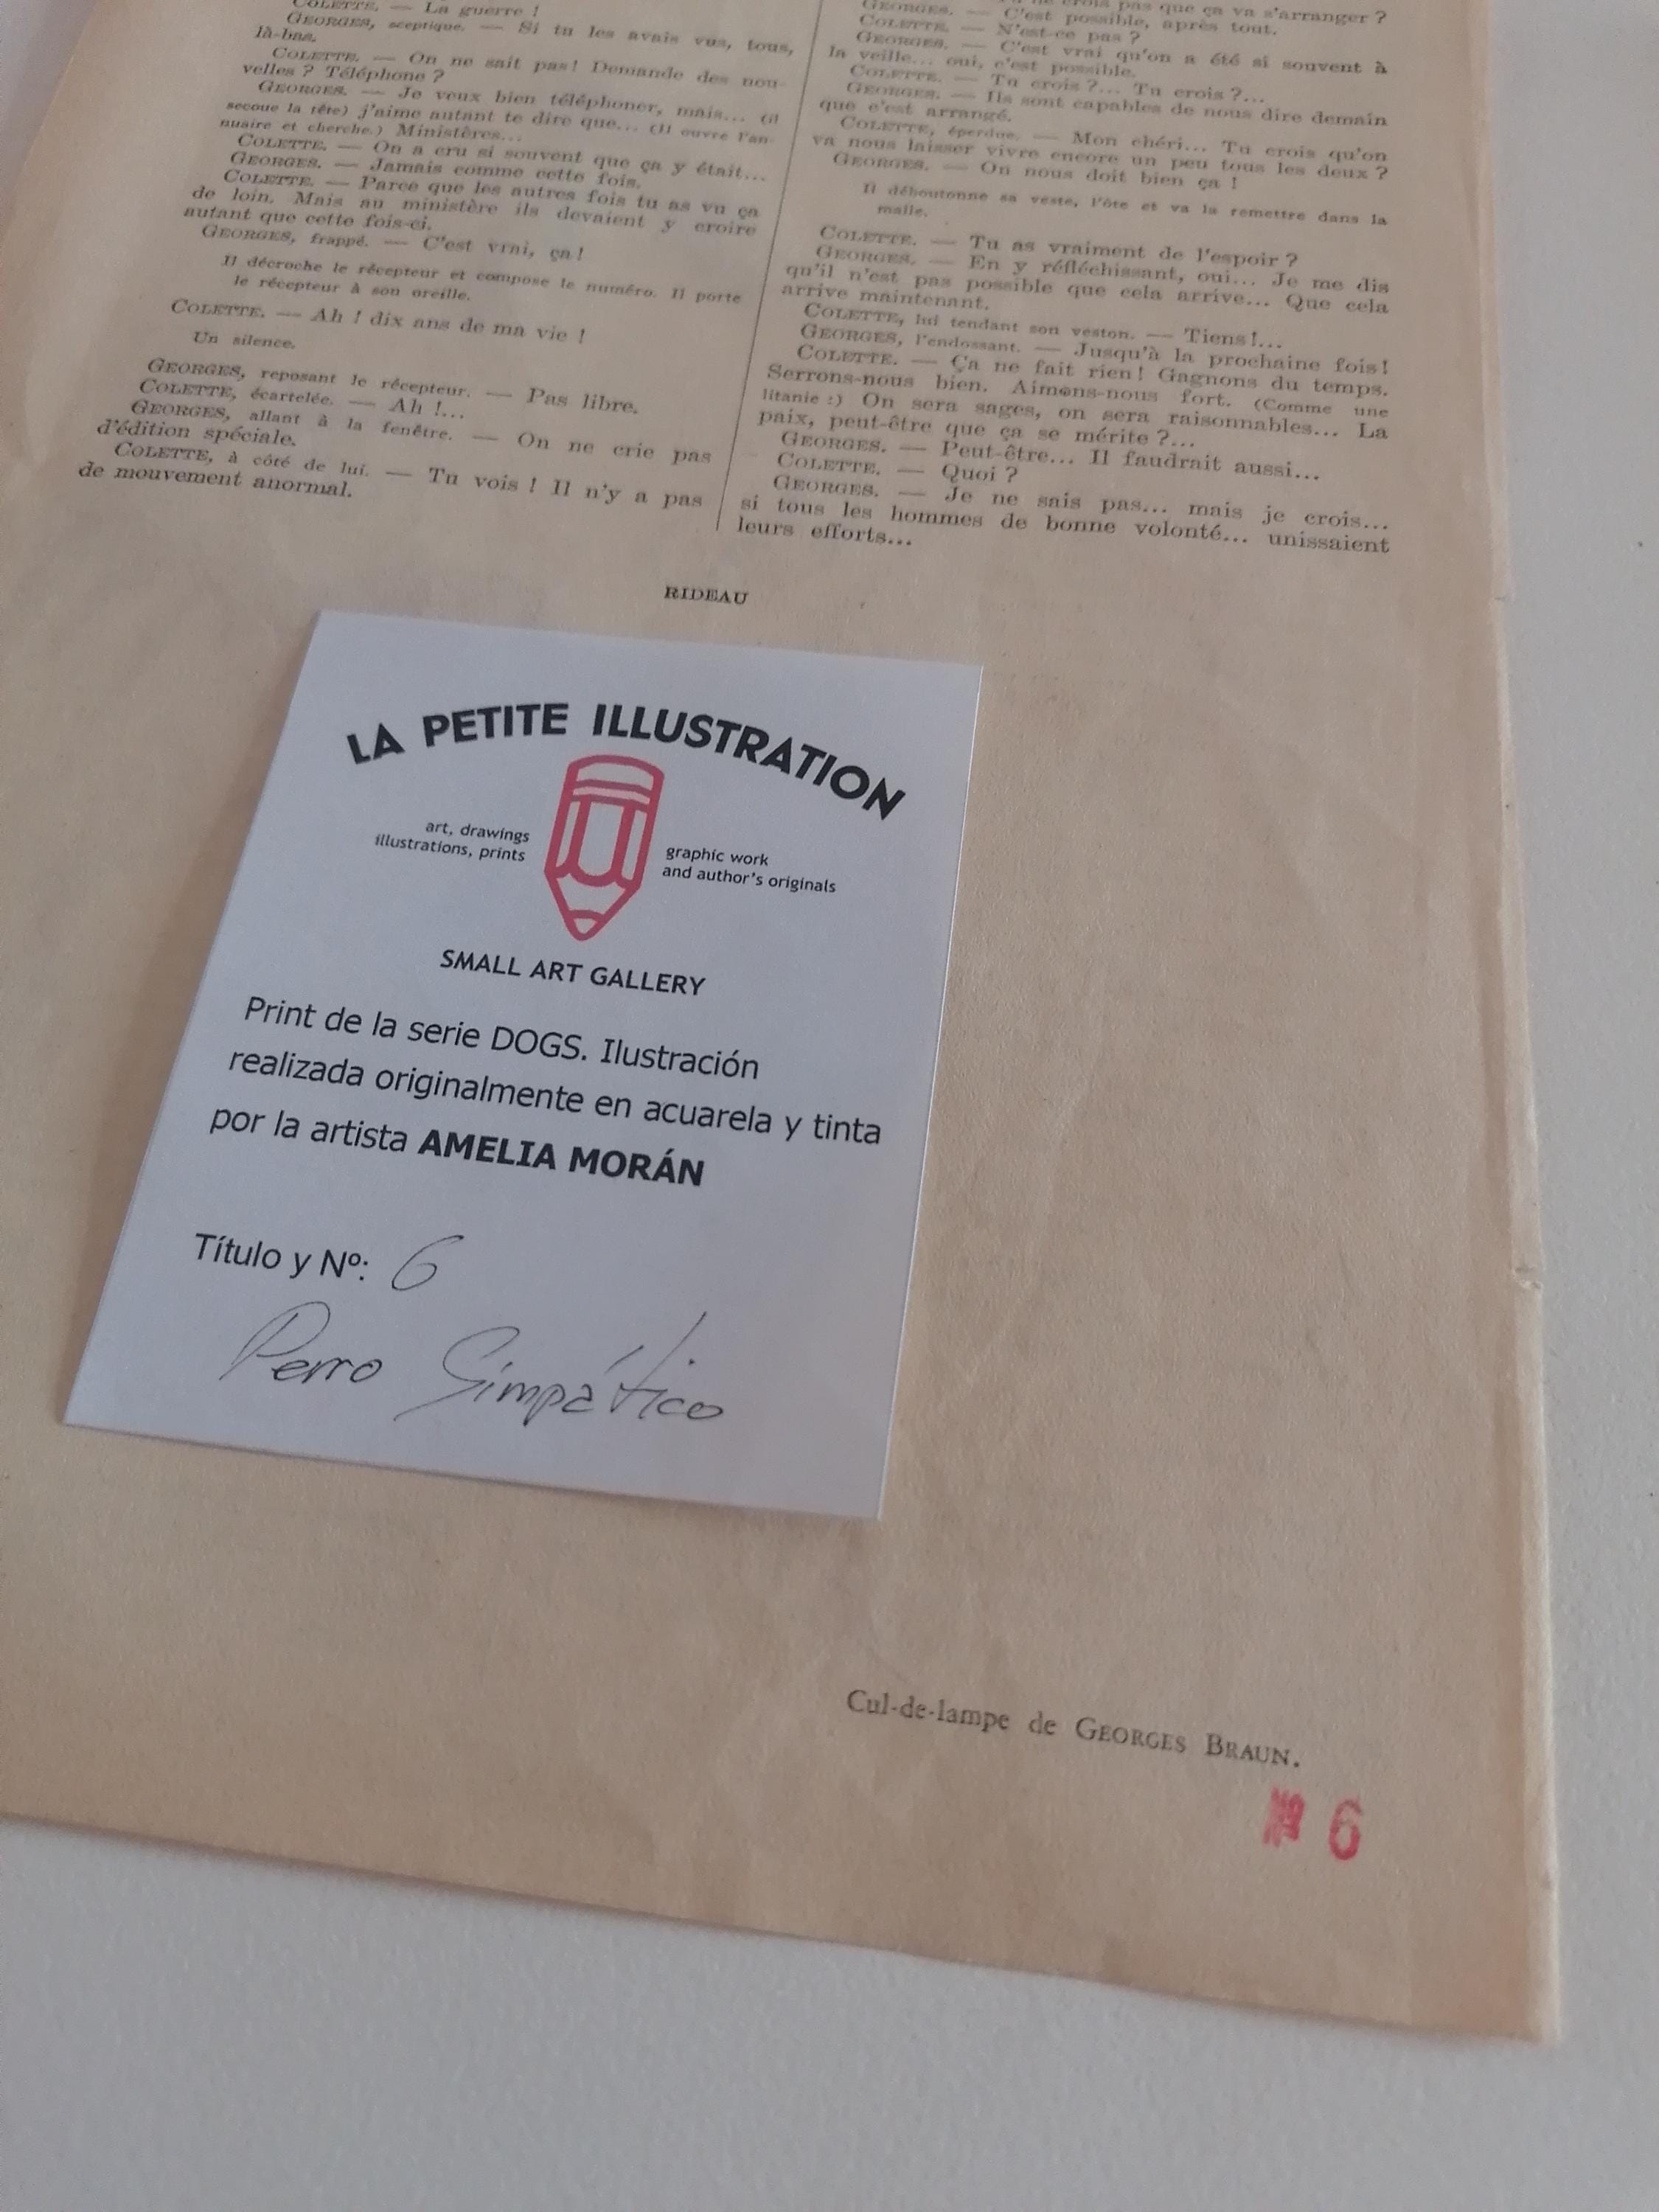 COLETTE. — La guerre !
GEORGES, sceptique. — Si tu les avais vus, tous,
là-bas.
COLETTE. — On ne sait pas! Demande des nou-
velles ? Téléphone ?
GEORGES. — Je veux bien téléphoner, mais... (il
secoue la tête) j'aime autant te dire que... (Il ouvre l'an-
nuaire et cherche.) Ministères...
COLETTE. — On a cru si souvent que ça y était...
GEORGES. — Jamais comme cette fois.
COLETTE. — Parce que les autres fois tu as vu ça
de loin. Mais au ministère ils devaient y croire
autant que cette fois-ci.
GEORGES, frappé. — C'est vrai, ça!
Il décroche le récepteur et compose le numéro. Il porte
le récepteur à son oreille.
COLETTE. — Ah ! dix ans de ma vie !
Un silence.
GEORGES, reposant le récepteur. — Pas libre.
COLETTE, écartelée. — Ah !...
GEORGES, allant à la fenêtre. — On ne crie pas
d'édition spéciale.
COLETTE, à côté de lui. — Tu vois ! Il n'y a pas
de mouvement anormal.
ne crois pas que ça va s'arranger ?
GEORGES. — C'est possible, après tout.
COLETTE. — N'est-ce pas ?
GEORGES. — C'est vrai qu'on a été si souvent à
la veille... oui, c'est possible.
COLETTE. — Tu crois ?... Tu crois ?...
GEORGES. — Ils sont capables de nous dire demain
que c'est arrangé.
COLETTE, éperdue. — Mon chéri... Tu crois qu'on
va nous laisser vivre encore un peu tous les deux ?
GEORGES. — On nous doit bien ça !
Il déboutonne sa veste, l'ôte et va la remettre dans la
malle.
COLETTE. — Tu as vraiment de l'espoir ?
GEORGES. — En y réfléchissant, oui... Je me dis
qu'il n'est pas possible que cela arrive... Que cela
arrive maintenant.
COLETTE, lui tendant son veston. — Tiens!...
GEORGES, l'endossant. — Jusqu'à la prochaine fois!
COLETTE. — Ça ne fait rien! Gagnons du temps.
Serrons-nous bien. Aimons-nous fort. (Comme une
litanie :) On sera sages, on sera raisonnables... La
paix, peut-être que ça se mérite ?...
GEORGES. — Peut-être... Il faudrait aussi...
COLETTE. — Quoi ?
GEORGES. — Je ne sais pas... mais je crois...
si tous les hommes de bonne volonté... unissaient
leurs efforts...
RIDEAU
LA PETITE ILLUSTRATION
art, drawings
illustrations, prints
graphic work
and author's originals
SMALL ART GALLERY
Print de la serie DOGS. Ilustración
realizada originalmente en acuarela y tinta
por la artista AMELIA MORÁN
Título y Nº: 6
Perro Simpático
Cul-de-lampe de GEORGES BRAUN.
Nº 6